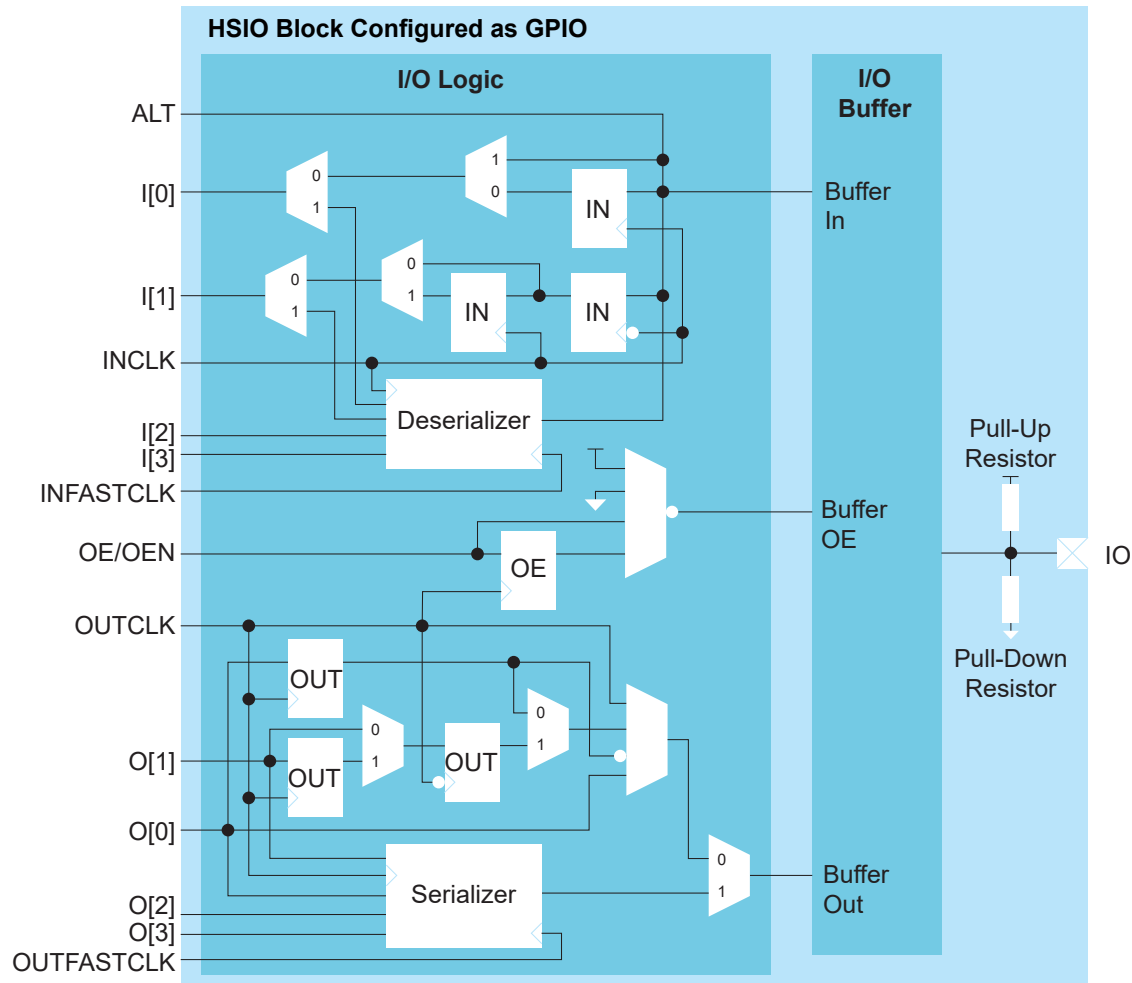 HSIO Block Configured as GPIO
I/O Logic
I/O
Buffer
ALT
I[0]
0
1
1
0
IN
Buffer
In
I[1]
0
1
0
1
IN
IN
INCLK
Deserializer
I[2]
I[3]
INFASTCLK
Pull-Up
Resistor
Buffer
OE
OE/OEN
OE
IO
OUTCLK
OUT
Pull-Down
Resistor
O[1]
OUT
0
1
OUT
0
1
O[0]
Serializer
0
1
Buffer
Out
O[2]
O[3]
OUTFASTCLK